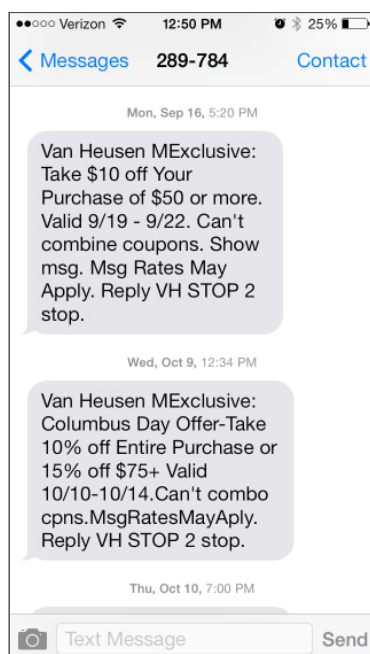 Verizon 12:50 PM 25%
Messages 289-784 Contact
Mon, Sep 16, 5:20 PM
Van Heusen MExclusive:
Take $10 off Your
Purchase of $50 or more.
Valid 9/19 - 9/22. Can't
combine coupons. Show
msg. Msg Rates May
Apply. Reply VH STOP 2
stop.
Wed, Oct 9, 12:34 PM
Van Heusen MExclusive:
Columbus Day Offer-Take
10% off Entire Purchase or
15% off $75+ Valid
10/10-10/14.Can't combo
cpns.MsgRatesMayAply.
Reply VH STOP 2 stop.
Thu, Oct 10, 7:00 PM
Text Message Send